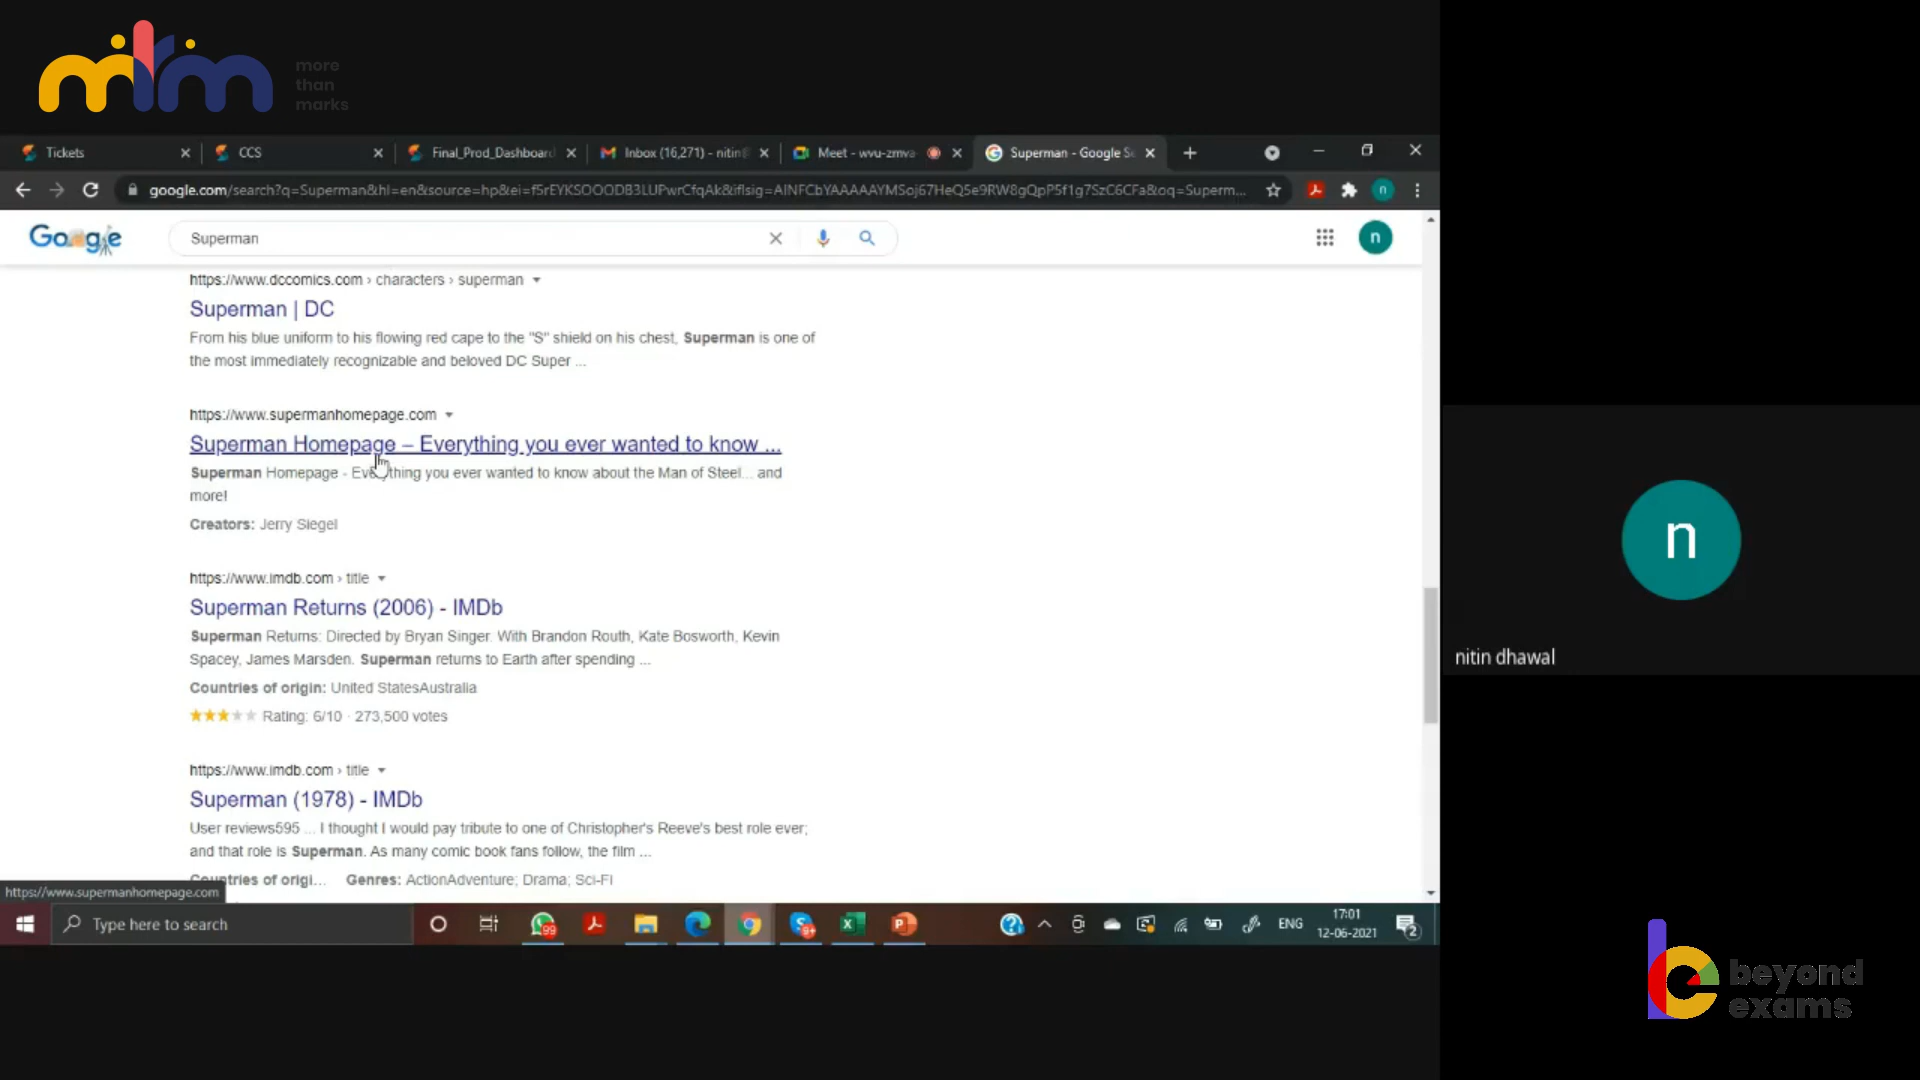 mtm
more
than
marks
Tickets
CCS
Final_Prod_Dashboard
Inbox (16,271) - nitin
Meet - wvu-zmva
Superman - Google Se
google.com/search?q=Superman&hl=en&source=hp&ei=
Google
Superman
n
https://www.dccomics.com › characters › superman
Superman | DC
From his blue uniform to his flowing red cape to the "S" shield on his chest, Superman is one of
the most immediately recognizable and beloved DC Super ...
https://www.supermanhomepage.com
Superman Homepage – Everything you ever wanted to know ...
Superman Homepage - Everything you ever wanted to know about the Man of Steel... and
more!
Creators: Jerry Siegel
https://www.imdb.com › title
Superman Returns (2006) - IMDb
Superman Returns: Directed by Bryan Singer. With Brandon Routh, Kate Bosworth, Kevin
Spacey, James Marsden. Superman returns to Earth after spending ...
Countries of origin: United StatesAustralia
Rating: 6/10 · 273,500 votes
https://www.imdb.com › title
Superman (1978) - IMDb
User reviews595 ... I thought I would pay tribute to one of Christopher's Reeve's best role ever;
and that role is Superman. As many comic book fans follow, the film ...
Countries of origi... Genres: ActionAdventure; Drama; Sci-Fi
https://www.supermanhomepage.com
Type here to search
99
9+
ENG
17:01
12-06-2021
2
n
nitin dhawal
beyond
exams